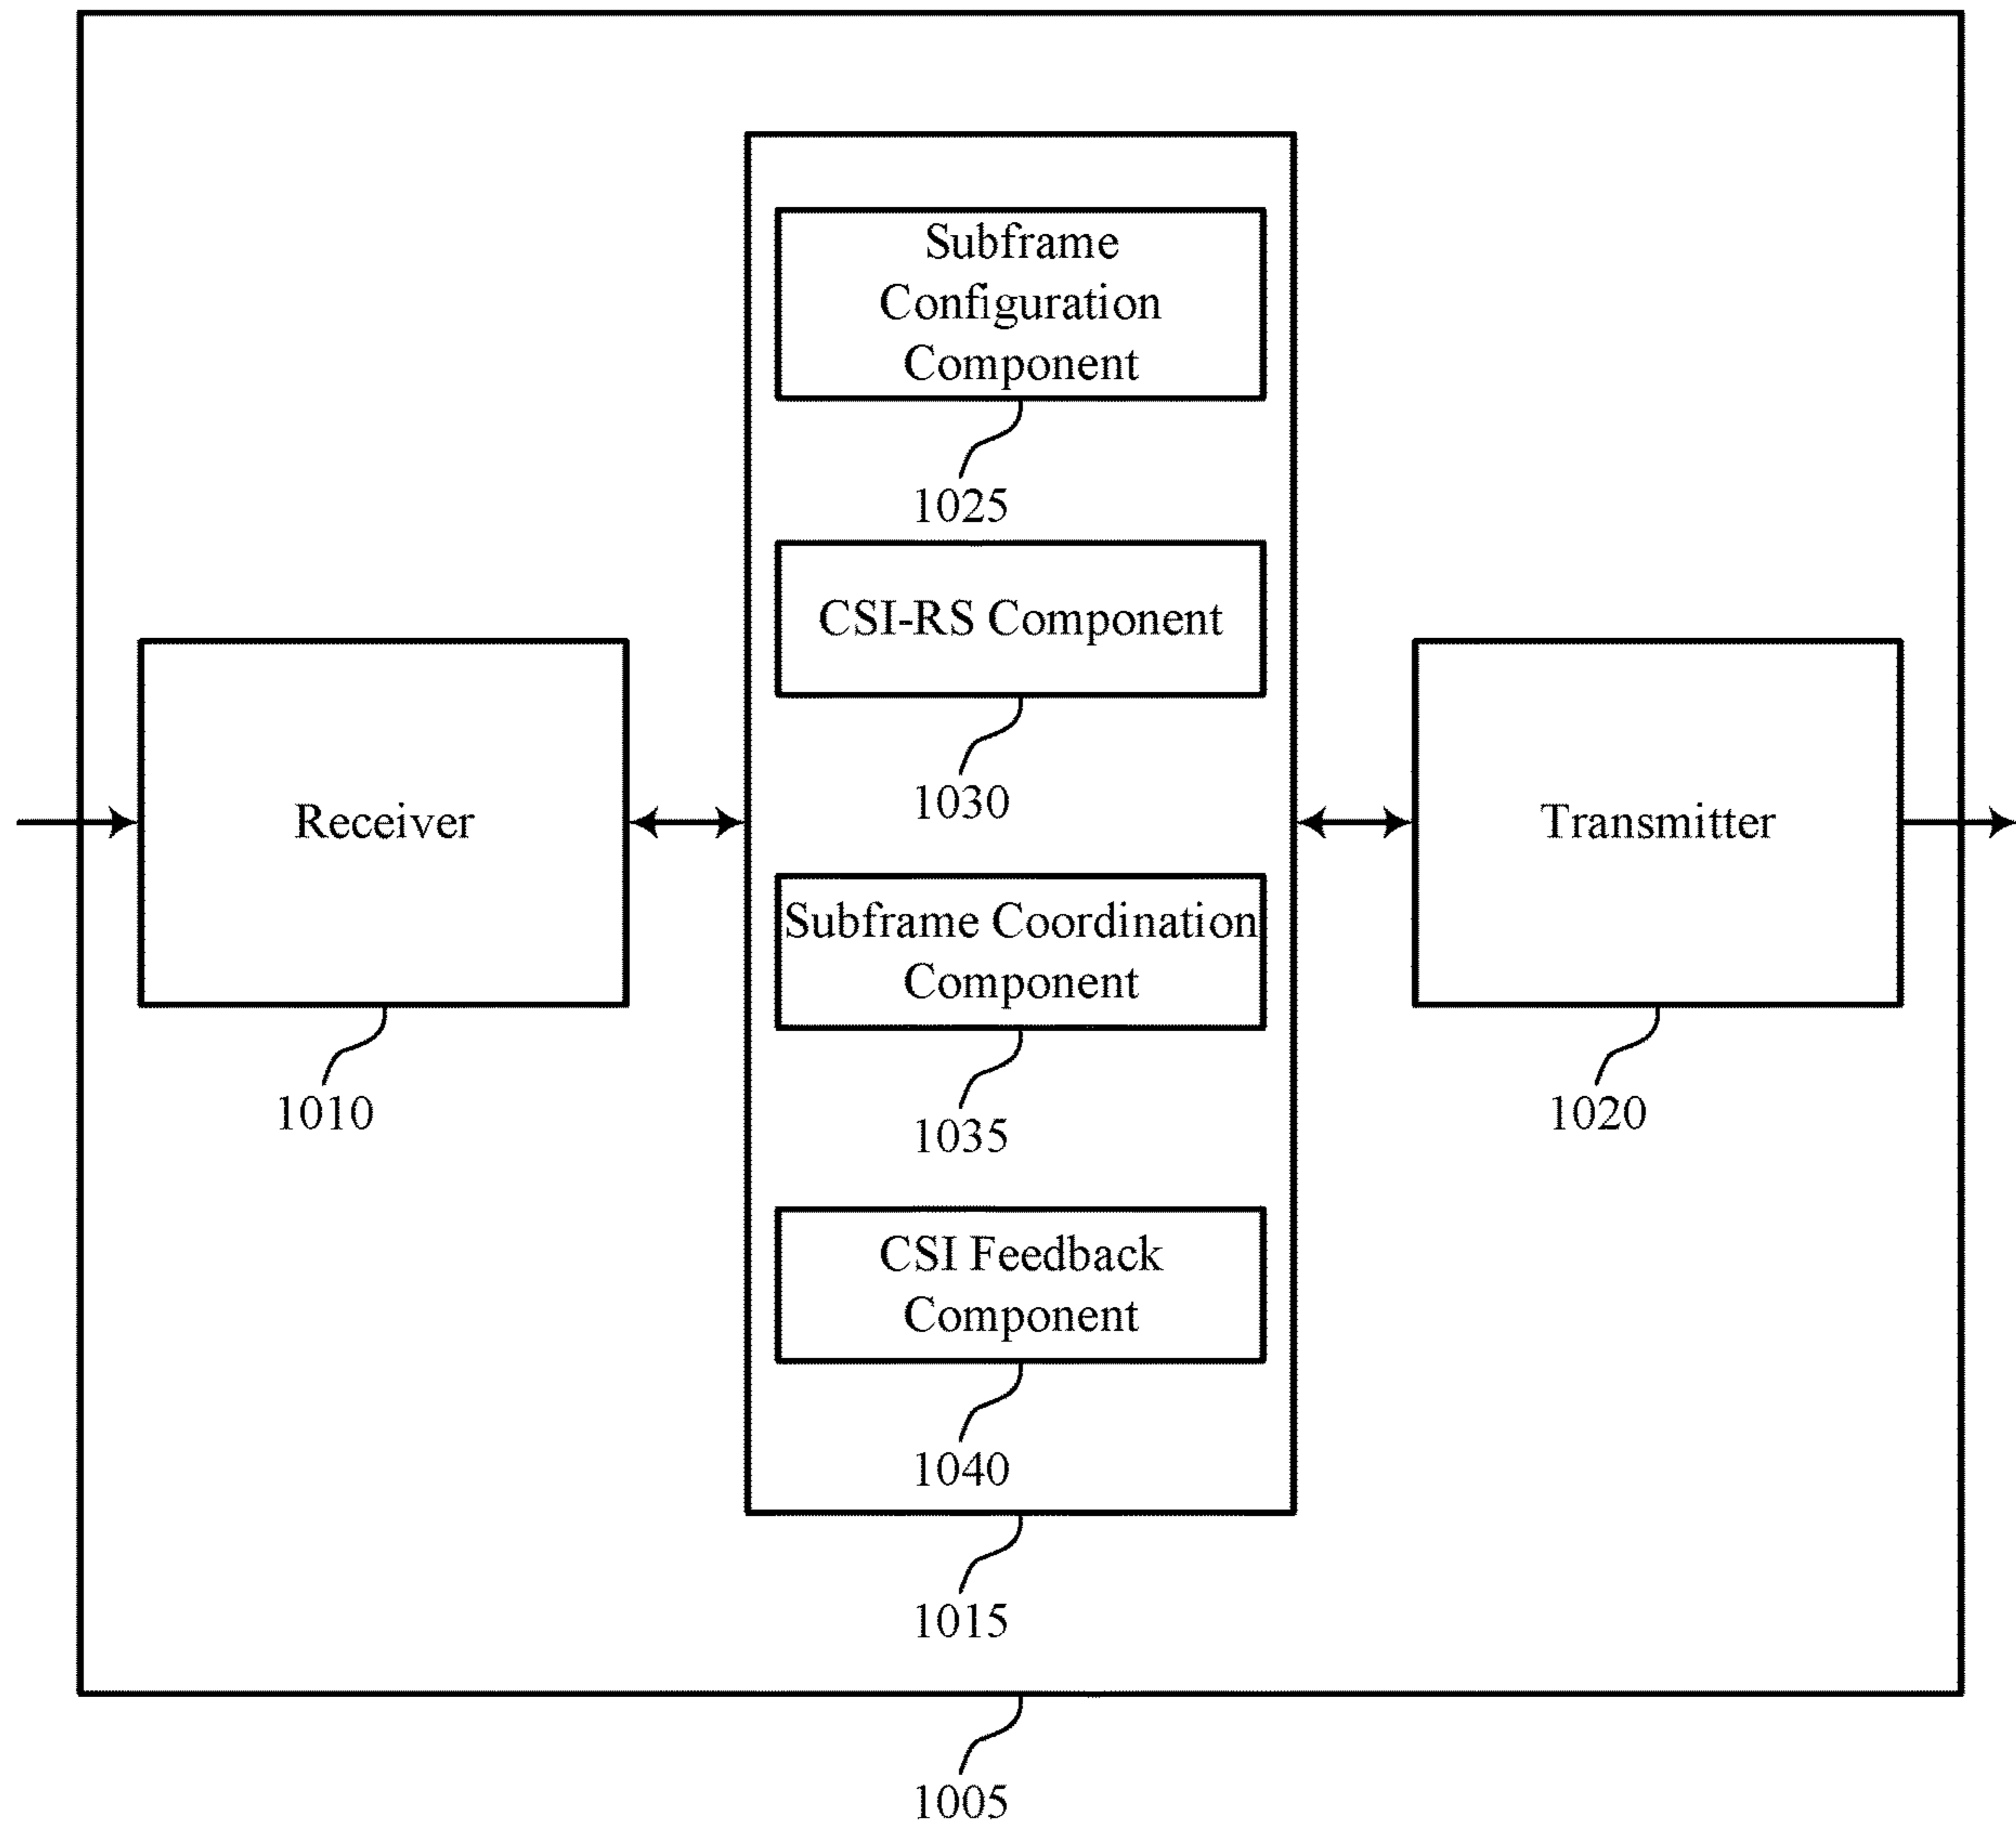 Subframe
Configuration
Component
1025
CSI-RS Component
1030
Receiver
1010
Subframe Coordination
Component
1035
CSI Feedback
Component
1040
1015
Transmitter
1020
1005